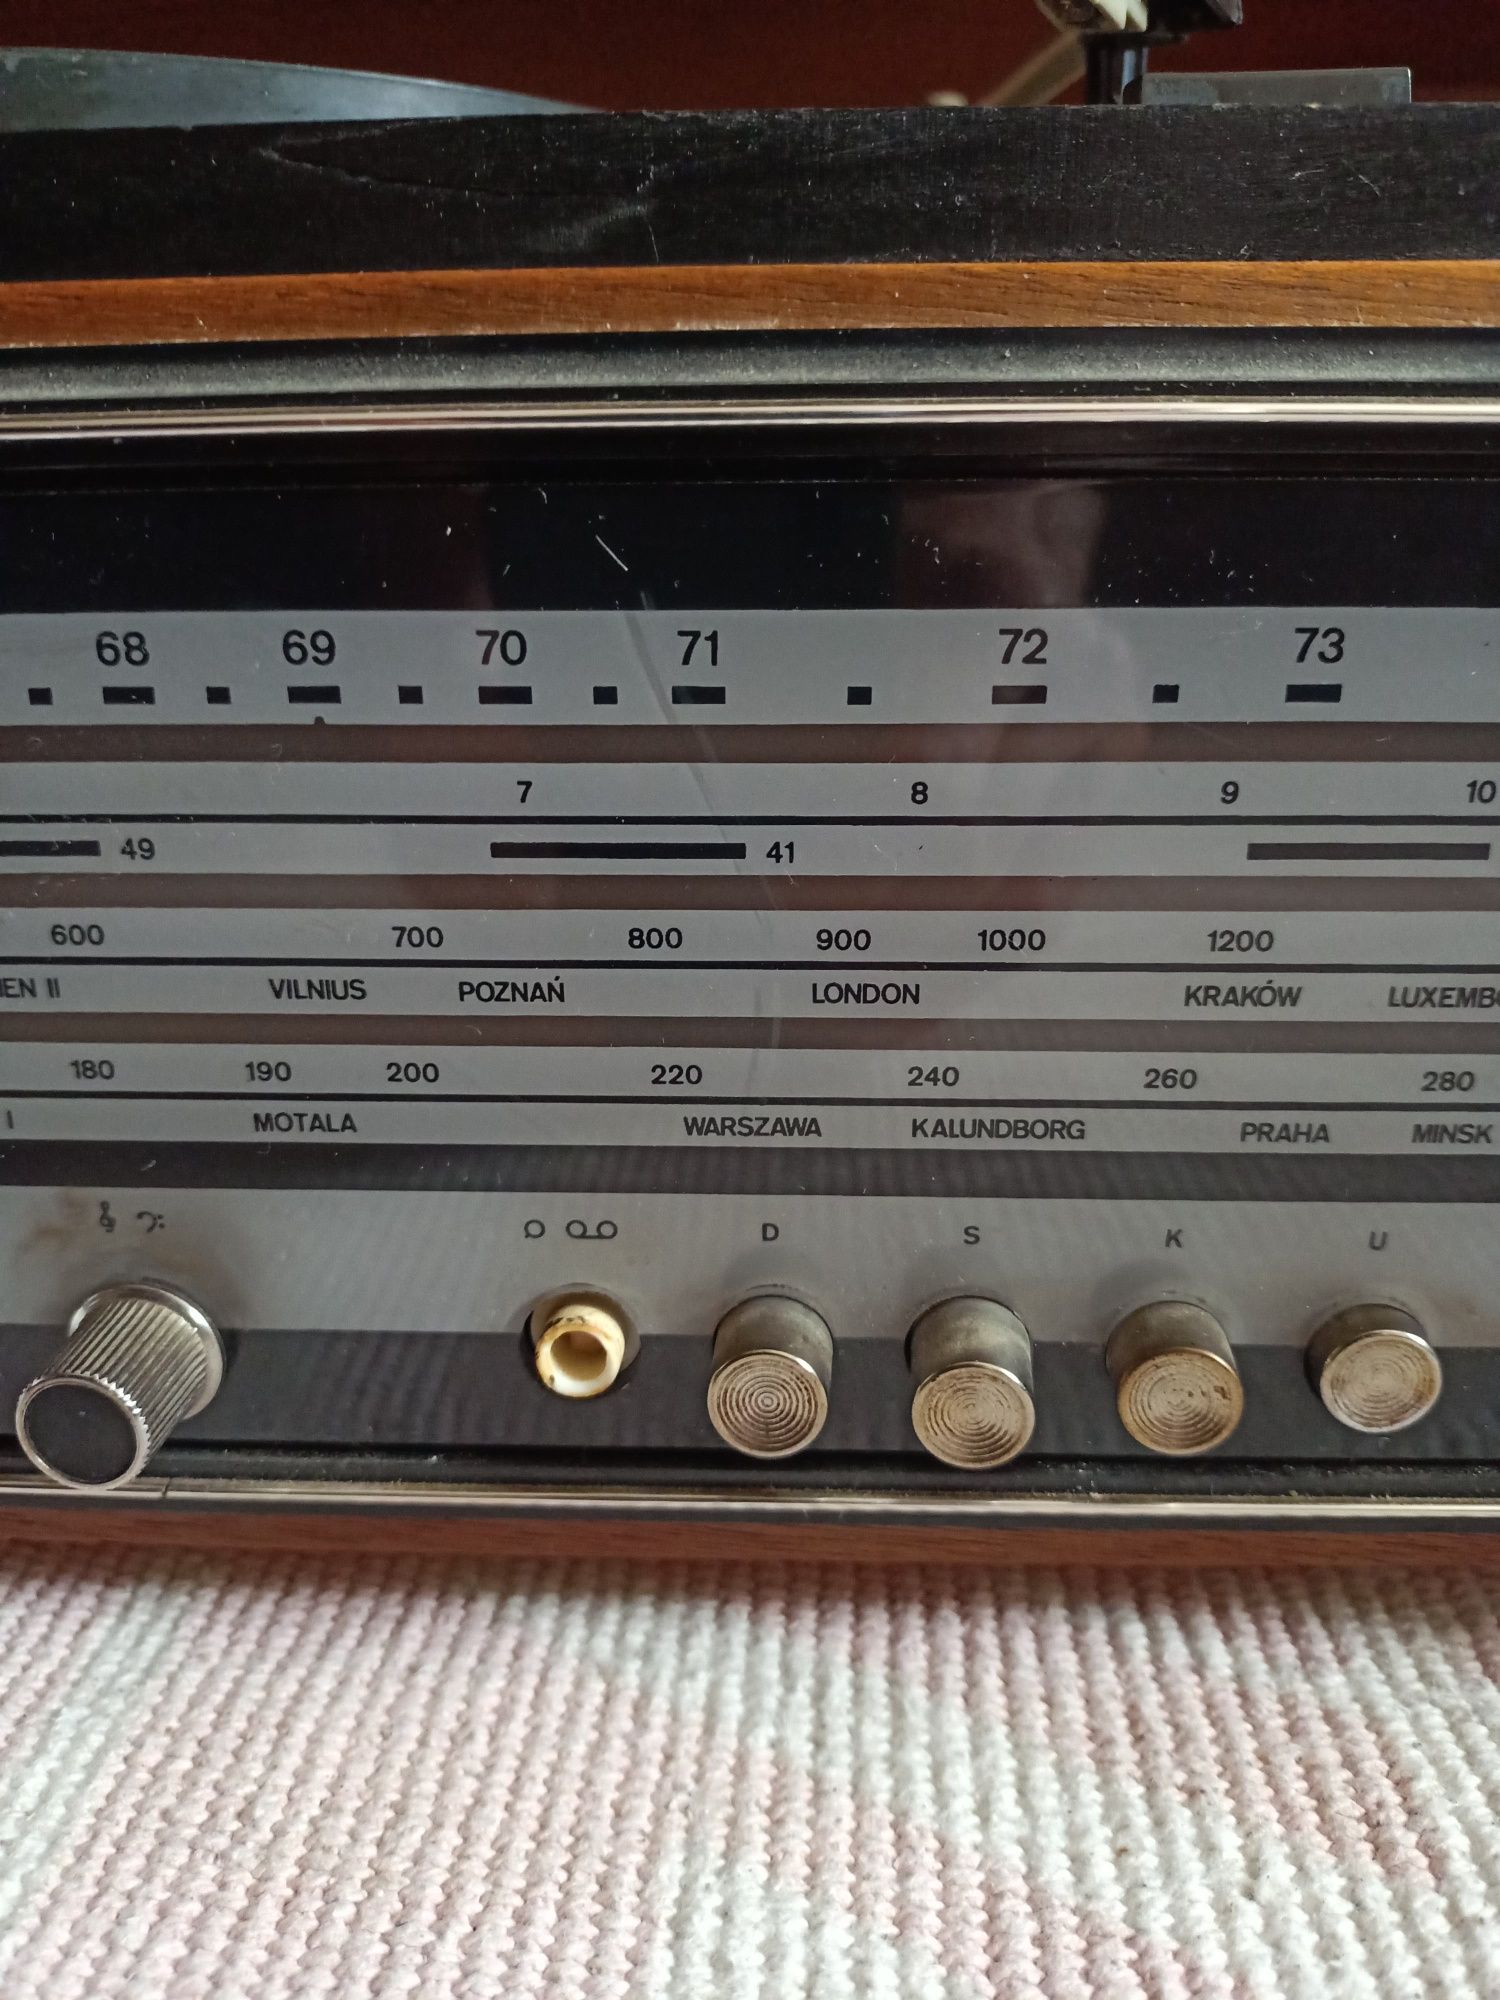 68 69 70 71 72 73
7 8 9 10
49 41
600 700 800 900 1000 1200
VILNIUS POZNAŃ LONDON KRAKÓW
180 190 200 220 240 260 280
I MOTALA WARSZAWA KALUNDBORG PRAHA MINSK
D S K U